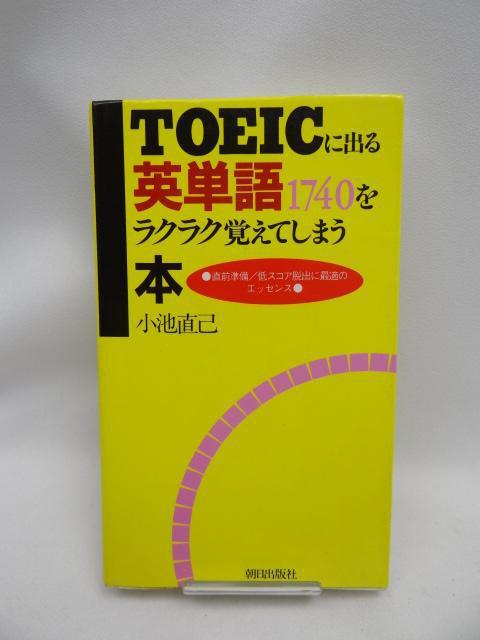 TOEICに出る
英単語1740を
ラクラク覚えてしまう
本
●直前準備/低スコア脱出に最適の
エッセンス●
小池直己
朝日出版社